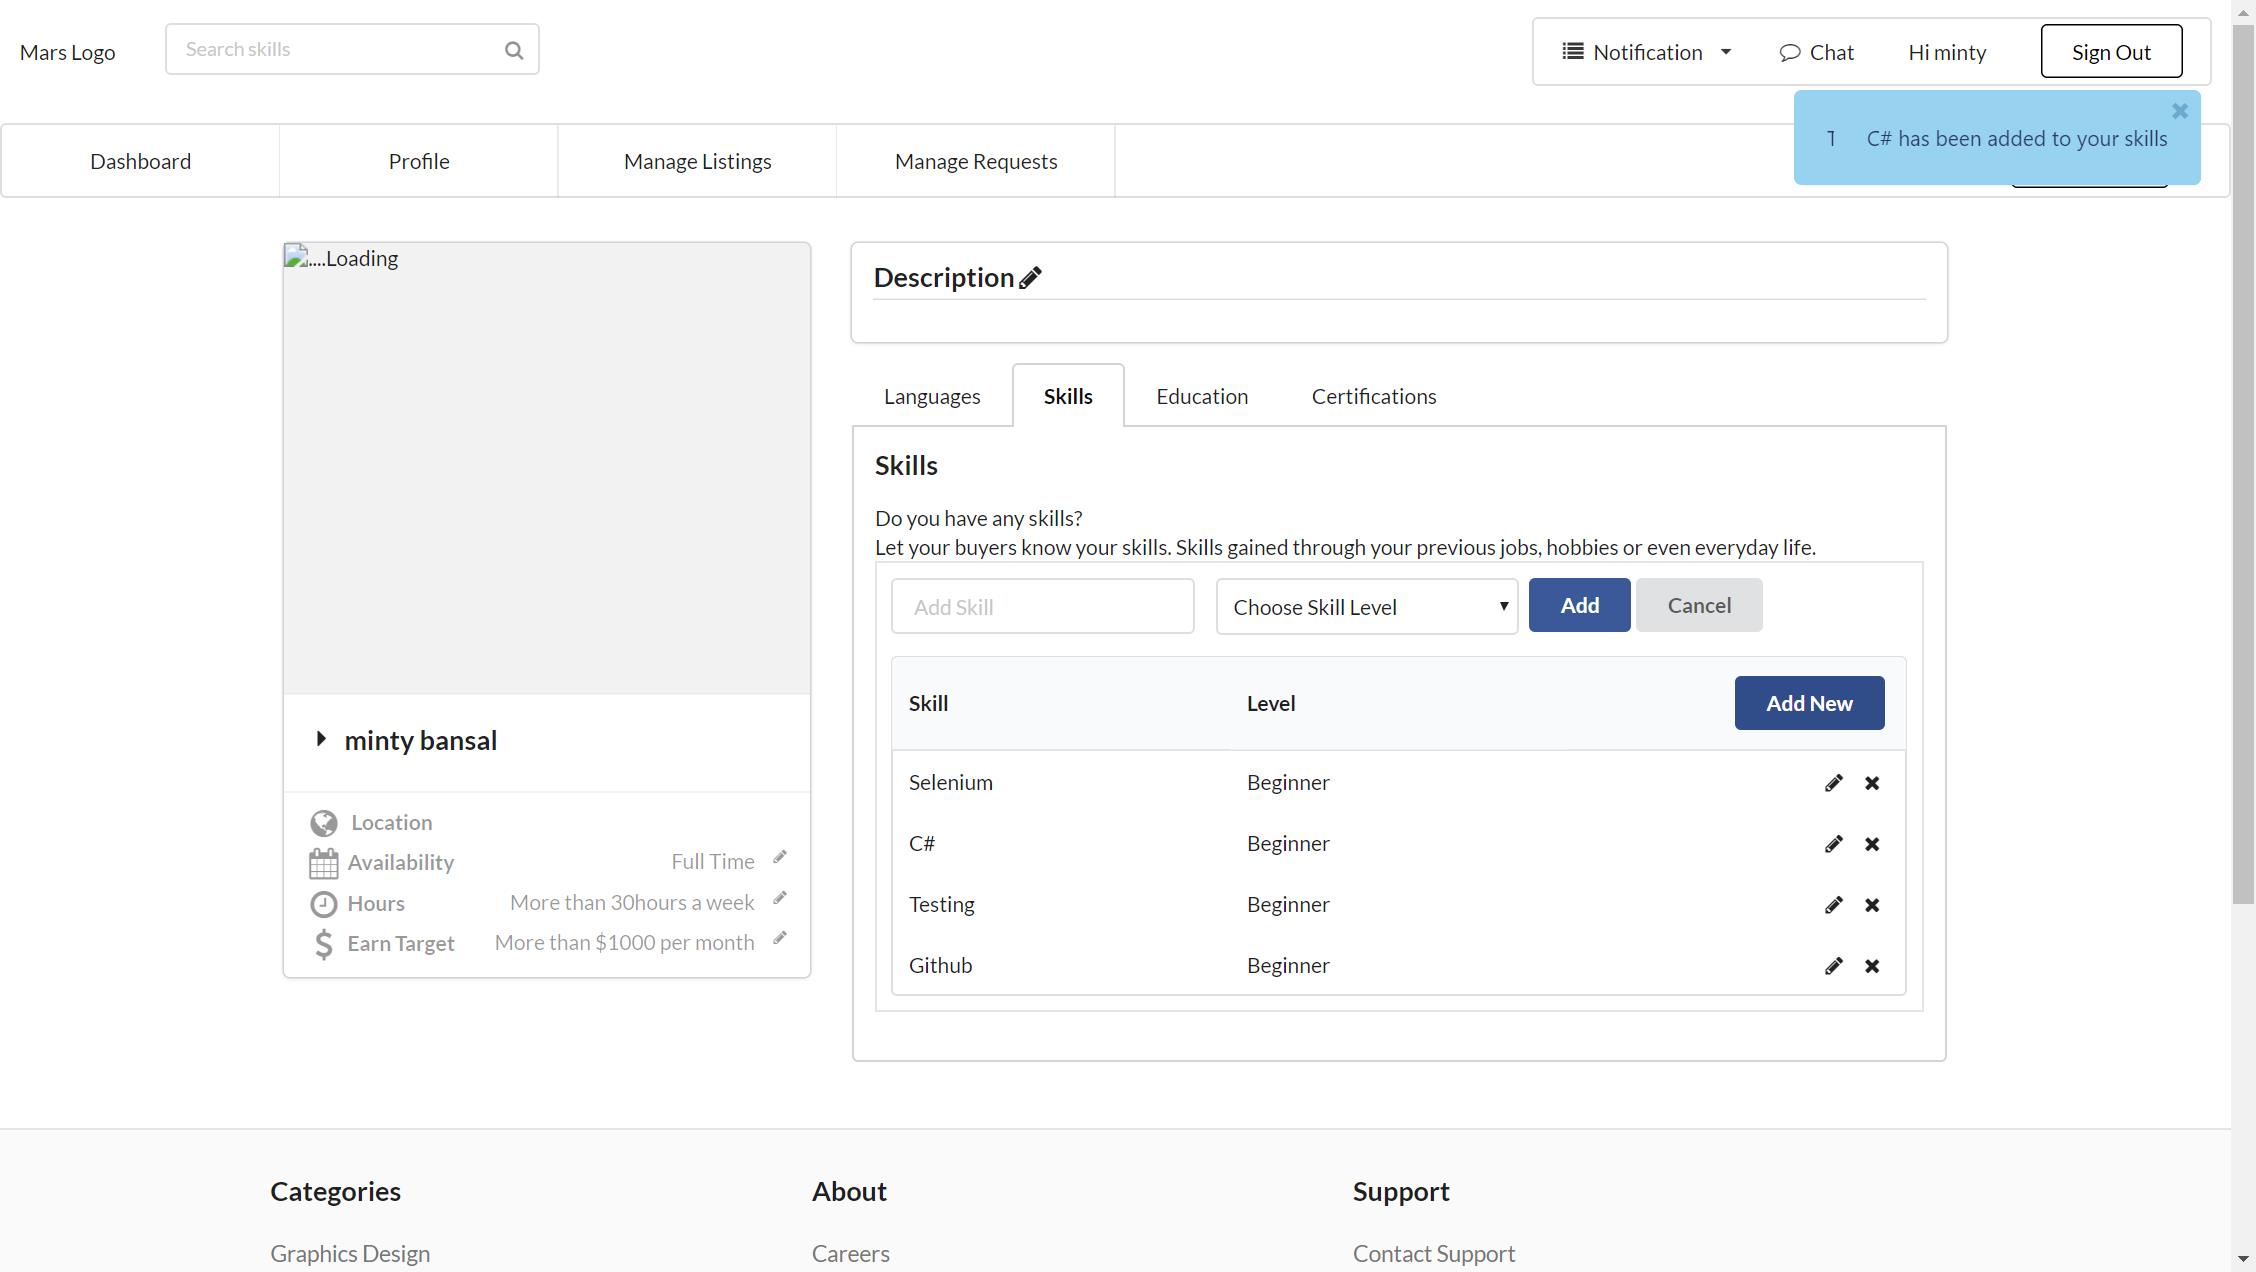 Mars Logo
Search skills
Notification
Chat
Hi minty
Sign Out
T C# has been added to your skills
Dashboard
Profile
Manage Listings
Manage Requests
....Loading
minty bansal
Location
Availability
Full Time
Hours
More than 30hours a week
Earn Target
More than $1000 per month
Description
Languages
Skills
Education
Certifications
Skills
Do you have any skills?
Let your buyers know your skills. Skills gained through your previous jobs, hobbies or even everyday life.
Add Skill
Choose Skill Level
Add
Cancel
Skill
Level
Add New
Selenium
Beginner
C#
Beginner
Testing
Beginner
Github
Beginner
Categories
About
Support
Graphics Design
Careers
Contact Support